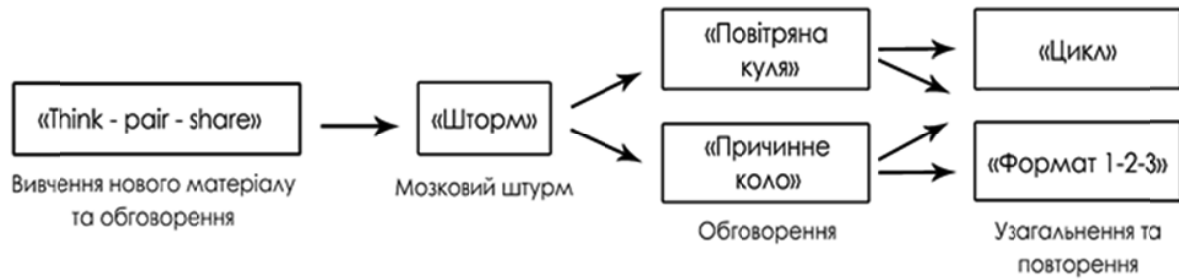 «Think - pair - share»
Вивчення нового матеріалу
та обговорення
«Шторм»
Мозковий штурм
«Повітряна
куля»
«Причинне
коло»
Обговорення
«Цикл»
«Формат 1-2-3»
Узагальнення та
повторення